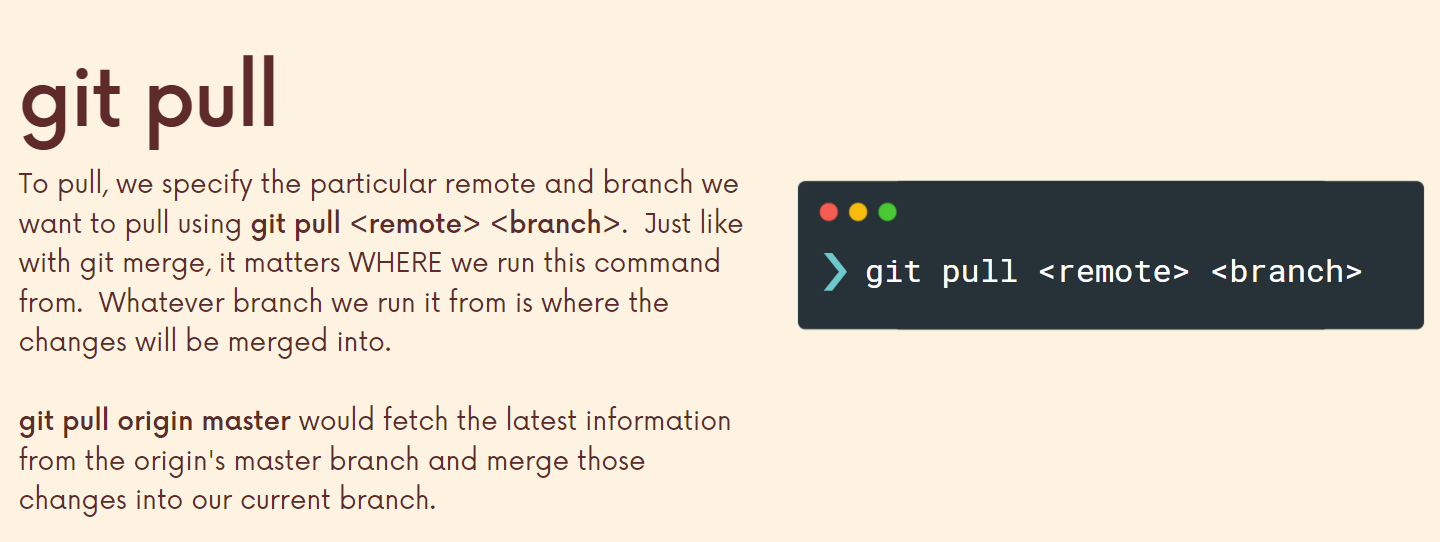 git pull
To pull, we specify the particular remote and branch we
want to pull using git pull <remote> <branch>.  Just like
with git merge, it matters WHERE we run this command
from.  Whatever branch we run it from is where the
changes will be merged into.
git pull origin master would fetch the latest information
from the origin's master branch and merge those
changes into our current branch.
❯ git pull <remote> <branch>